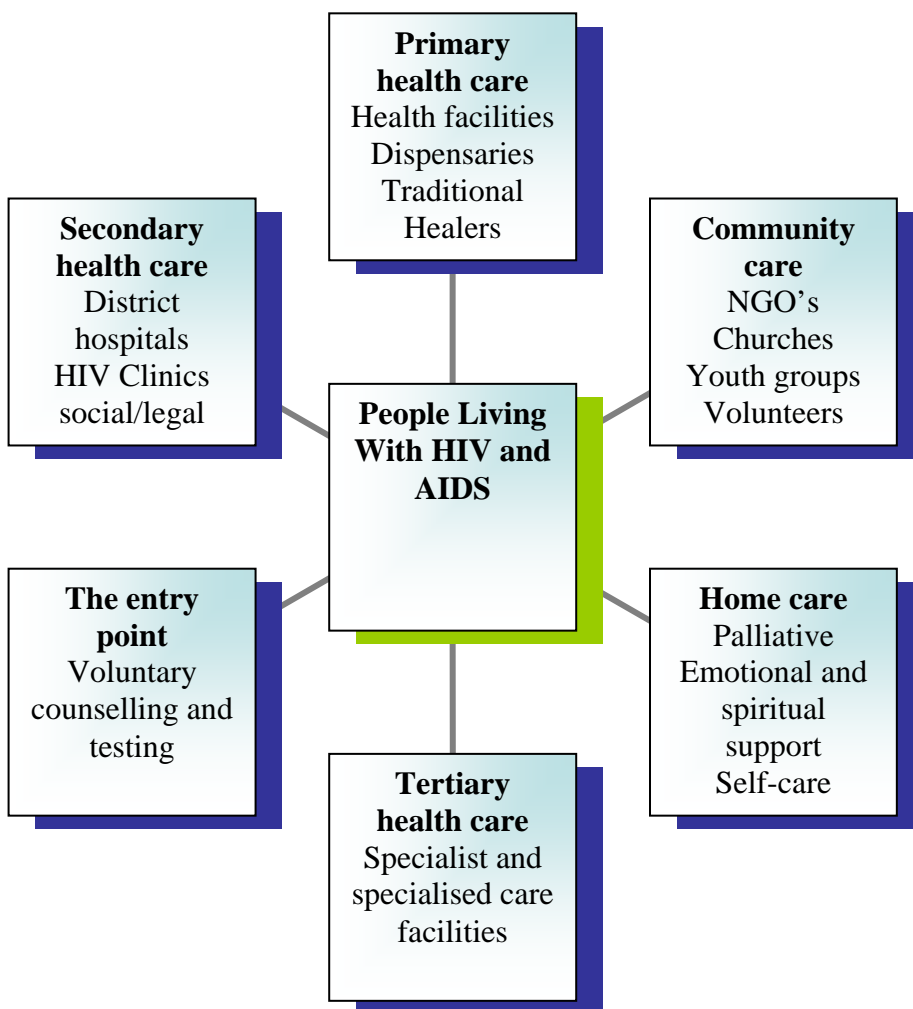 Primary
health care
Health facilities
Dispensaries
Traditional
Healers
Secondary
health care
District
hospitals
HIV Clinics
social/legal
Community
care
NGO’s
Churches
Youth groups
Volunteers
People Living
With HIV and
AIDS
The entry
point
Voluntary
counselling and
testing
Home care
Palliative
Emotional and
spiritual
support
Self-care
Tertiary
health care
Specialist and
specialised care
facilities